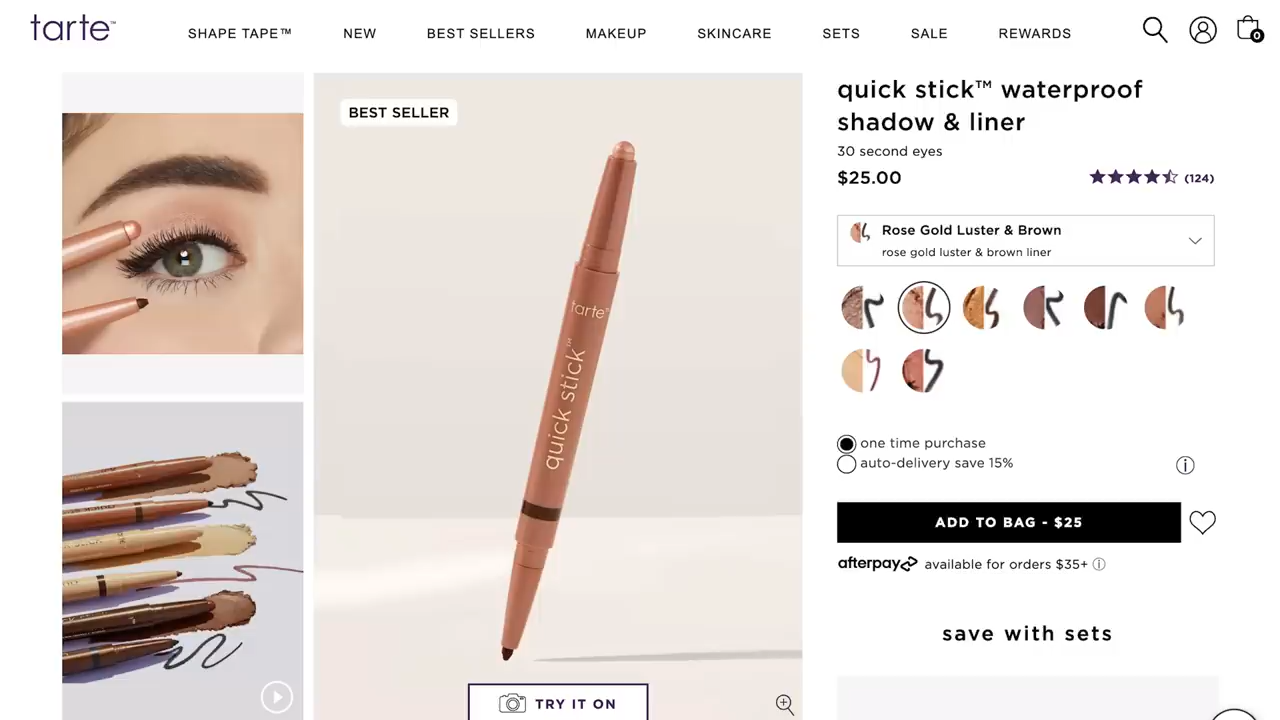 tarte™
SHAPE TAPE™
NEW
BEST SELLERS
MAKEUP
SKINCARE
SETS
SALE
REWARDS
0
BEST SELLER
tarte™
quick stick™
TRY IT ON
quick stick™ waterproof
shadow & liner
30 second eyes
$25.00
(124)
Rose Gold Luster & Brown
rose gold luster & brown liner
one time purchase
auto-delivery save 15%
ADD TO BAG - $25
afterpay available for orders $35+
save with sets